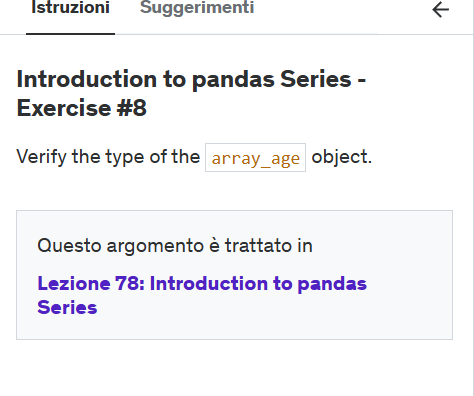 Istruzioni Suggerimenti
Introduction to pandas Series -
Exercise #8
Verify the type of the array_age object.
Questo argomento è trattato in
Lezione 78: Introduction to pandas
Series